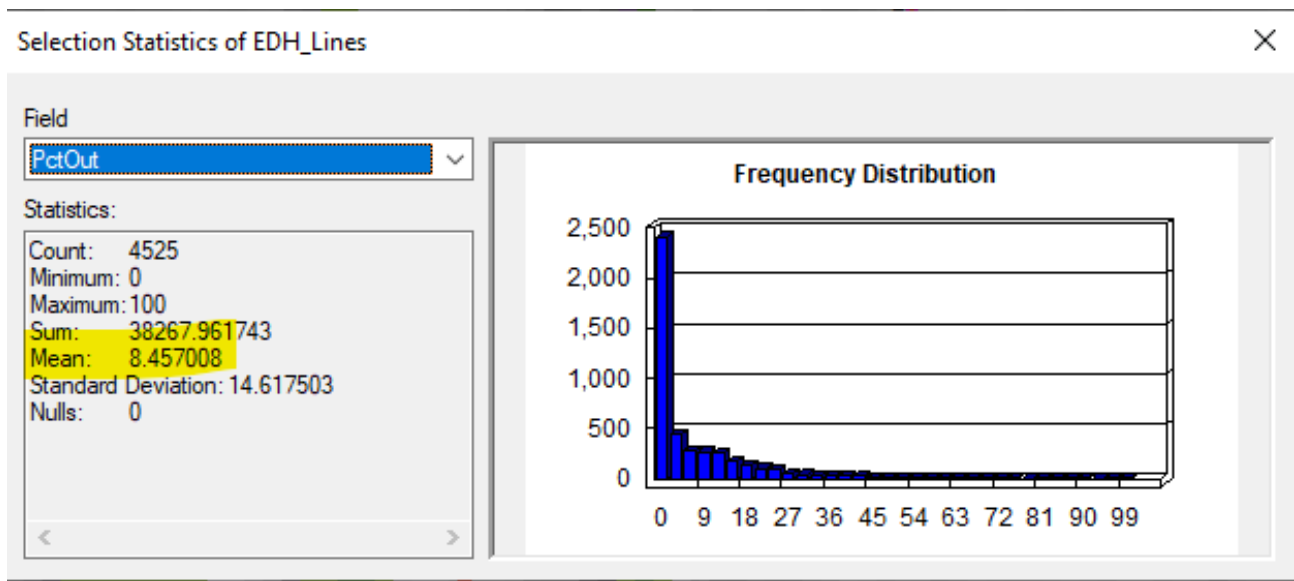 Selection Statistics of EDH_Lines
Field
PctOut
Statistics:
Count: 4525
Minimum: 0
Maximum: 100
Sum: 38267.961743
Mean: 8.457008
Standard Deviation: 14.617503
Nulls: 0
Frequency Distribution
2,500
2,000
1,500
1,000
500
0
0 9 18 27 36 45 54 63 72 81 90 99